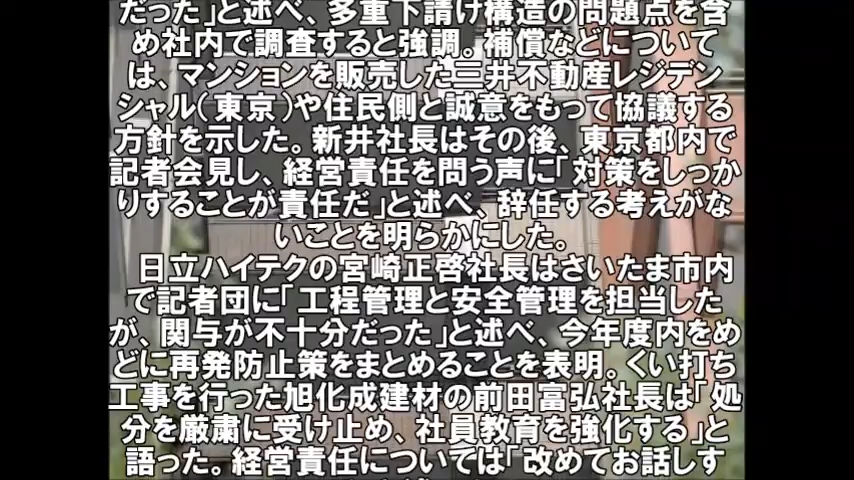 だった」と述べ、多重下請け構造の問題点を含
め社内で調査すると強調。補償などについて
は、マンションを販売した三井不動産レジデン
シャル(東京)や住民側と誠意をもって協議する
方針を示した。新井社長はその後、東京都内で
記者会見し、経営責任を問う声に「対策をしっか
りすることが責任だ」と述べ、辞任する考えがな
いことを明らかにした。
日立ハイテクの宮崎正啓社長はさいたま市内
で記者団に「工程管理と安全管理を担当した
が、関与が不十分だった」と述べ、今年度内をめ
どに再発防止策をまとめることを表明。くい打ち
工事を行った旭化成建材の前田富弘社長は「処
分を厳粛に受け止め、社員教育を強化する」と
語った。経営責任については「改めてお話しす